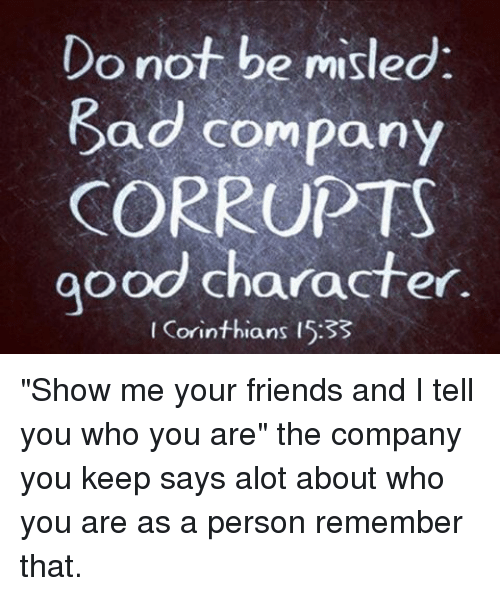 Do not be misled:
Bad company
CORRUPTS
good character.
I Corinthians 15:33
"Show me your friends and I tell
you who you are" the company
you keep says alot about who
you are as a person remember
that.